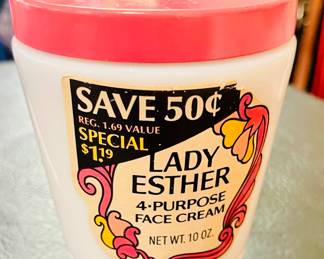 SAVE 50¢
REG. 1.69 VALUE
SPECIAL
$1.19
LADY
ESTHER
4-PURPOSE
FACE CREAM
NET WT. 10 OZ.